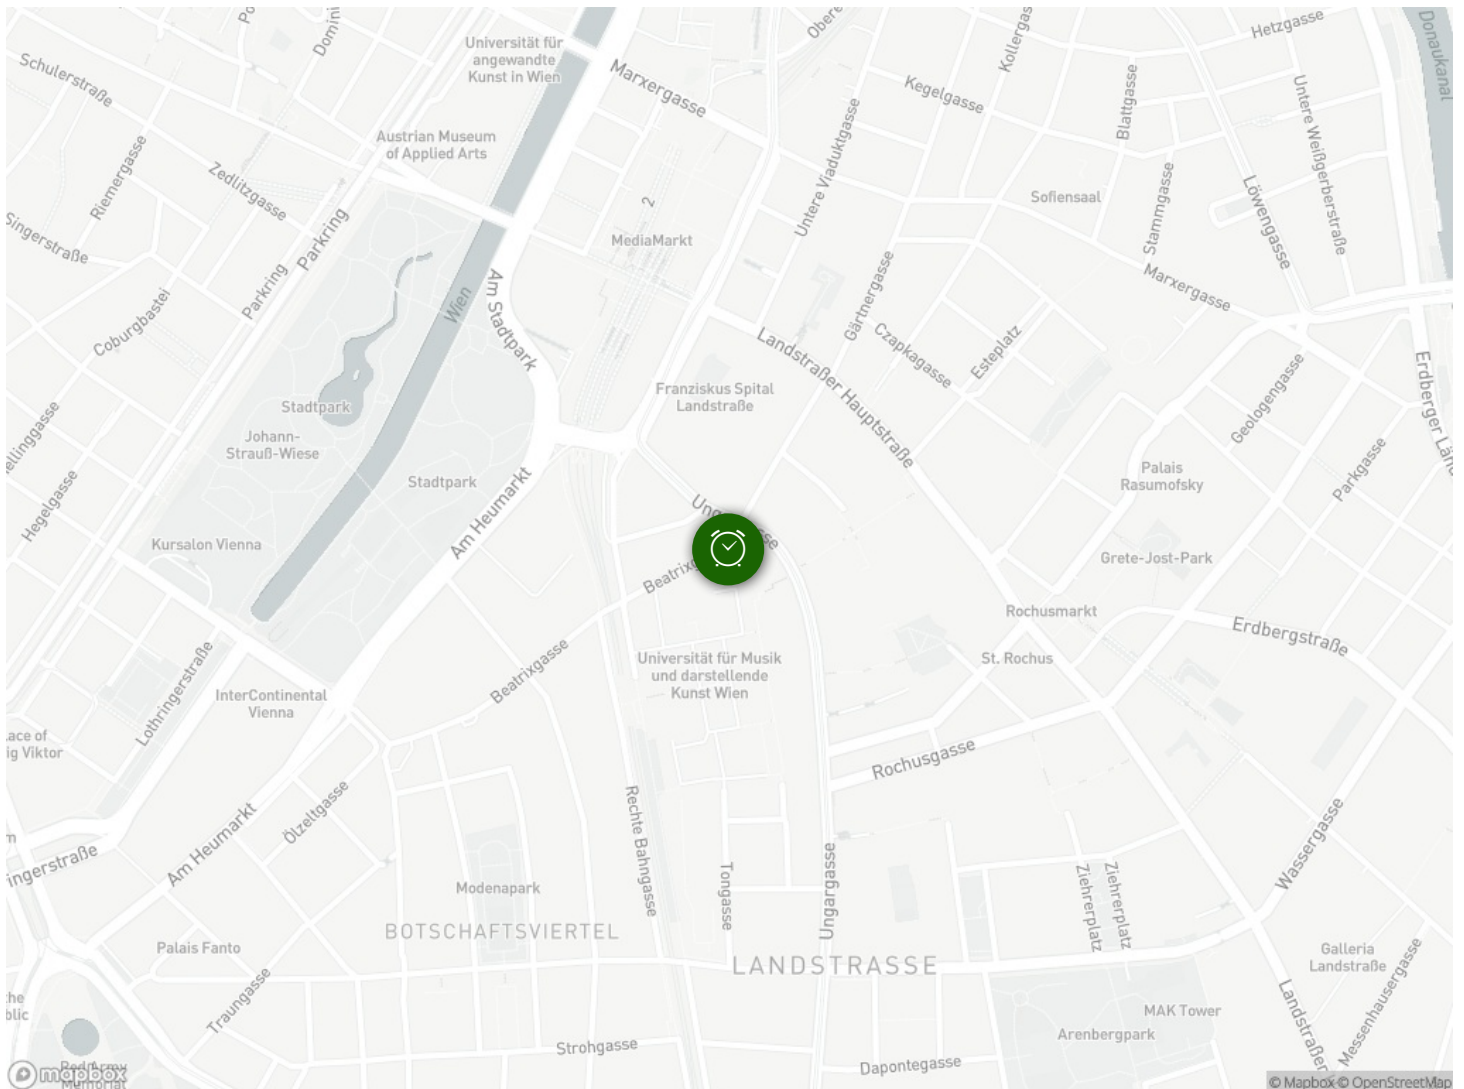 Universität für
angewandte
Kunst in Wien
Schulerstraße
Marxergasse
Hetzgasse
Donaukanal
Kegelgasse
Blattgasse
Untere Weißgerberstraße
Austrian Museum
of Applied Arts
Riemergasse
Zedlitzgasse
Untere Viaduktgasse
Sofiensaal
Stammgasse
Löwengasse
Singerstraße
Parkring
Parkring
2
MediaMarkt
Marxergasse
Wien
Am Stadtpark
Gärtnergasse
Coburgbastei
Landstraßer Hauptstraße
Czapkagasse
Esteplatz
Geologengasse
Franziskus Spital
Landstraße
Stadtpark
Johann-
Strauß-Wiese
Stadtpark
Hegelgasse
Palais
Rasumofsky
Parkgasse
Am Heumarkt
Kursalon Vienna
Grete-Jost-Park
Rochusmarkt
Erdbergstraße
St. Rochus
Universität für Musik
und darstellende
Kunst Wien
Beatrixgasse
Lothringerstraße
InterContinental
Vienna
Rochusgasse
Ölzeltgasse
Am Heumarkt
Rechte Bahngasse
Tongasse
Ungargasse
Ziehrerplatz
Ziehrerplatz
Wassergasse
Modenapark
BOTSCHAFTSVIERTEL
Palais Fanto
LANDSTRASSE
Galleria
Landstraße
Messenhausergasse
Traungasse
MAK Tower
Arenbergpark
Strohgasse
Dapontegasse
mapbox
© Mapbox © OpenStreetMap